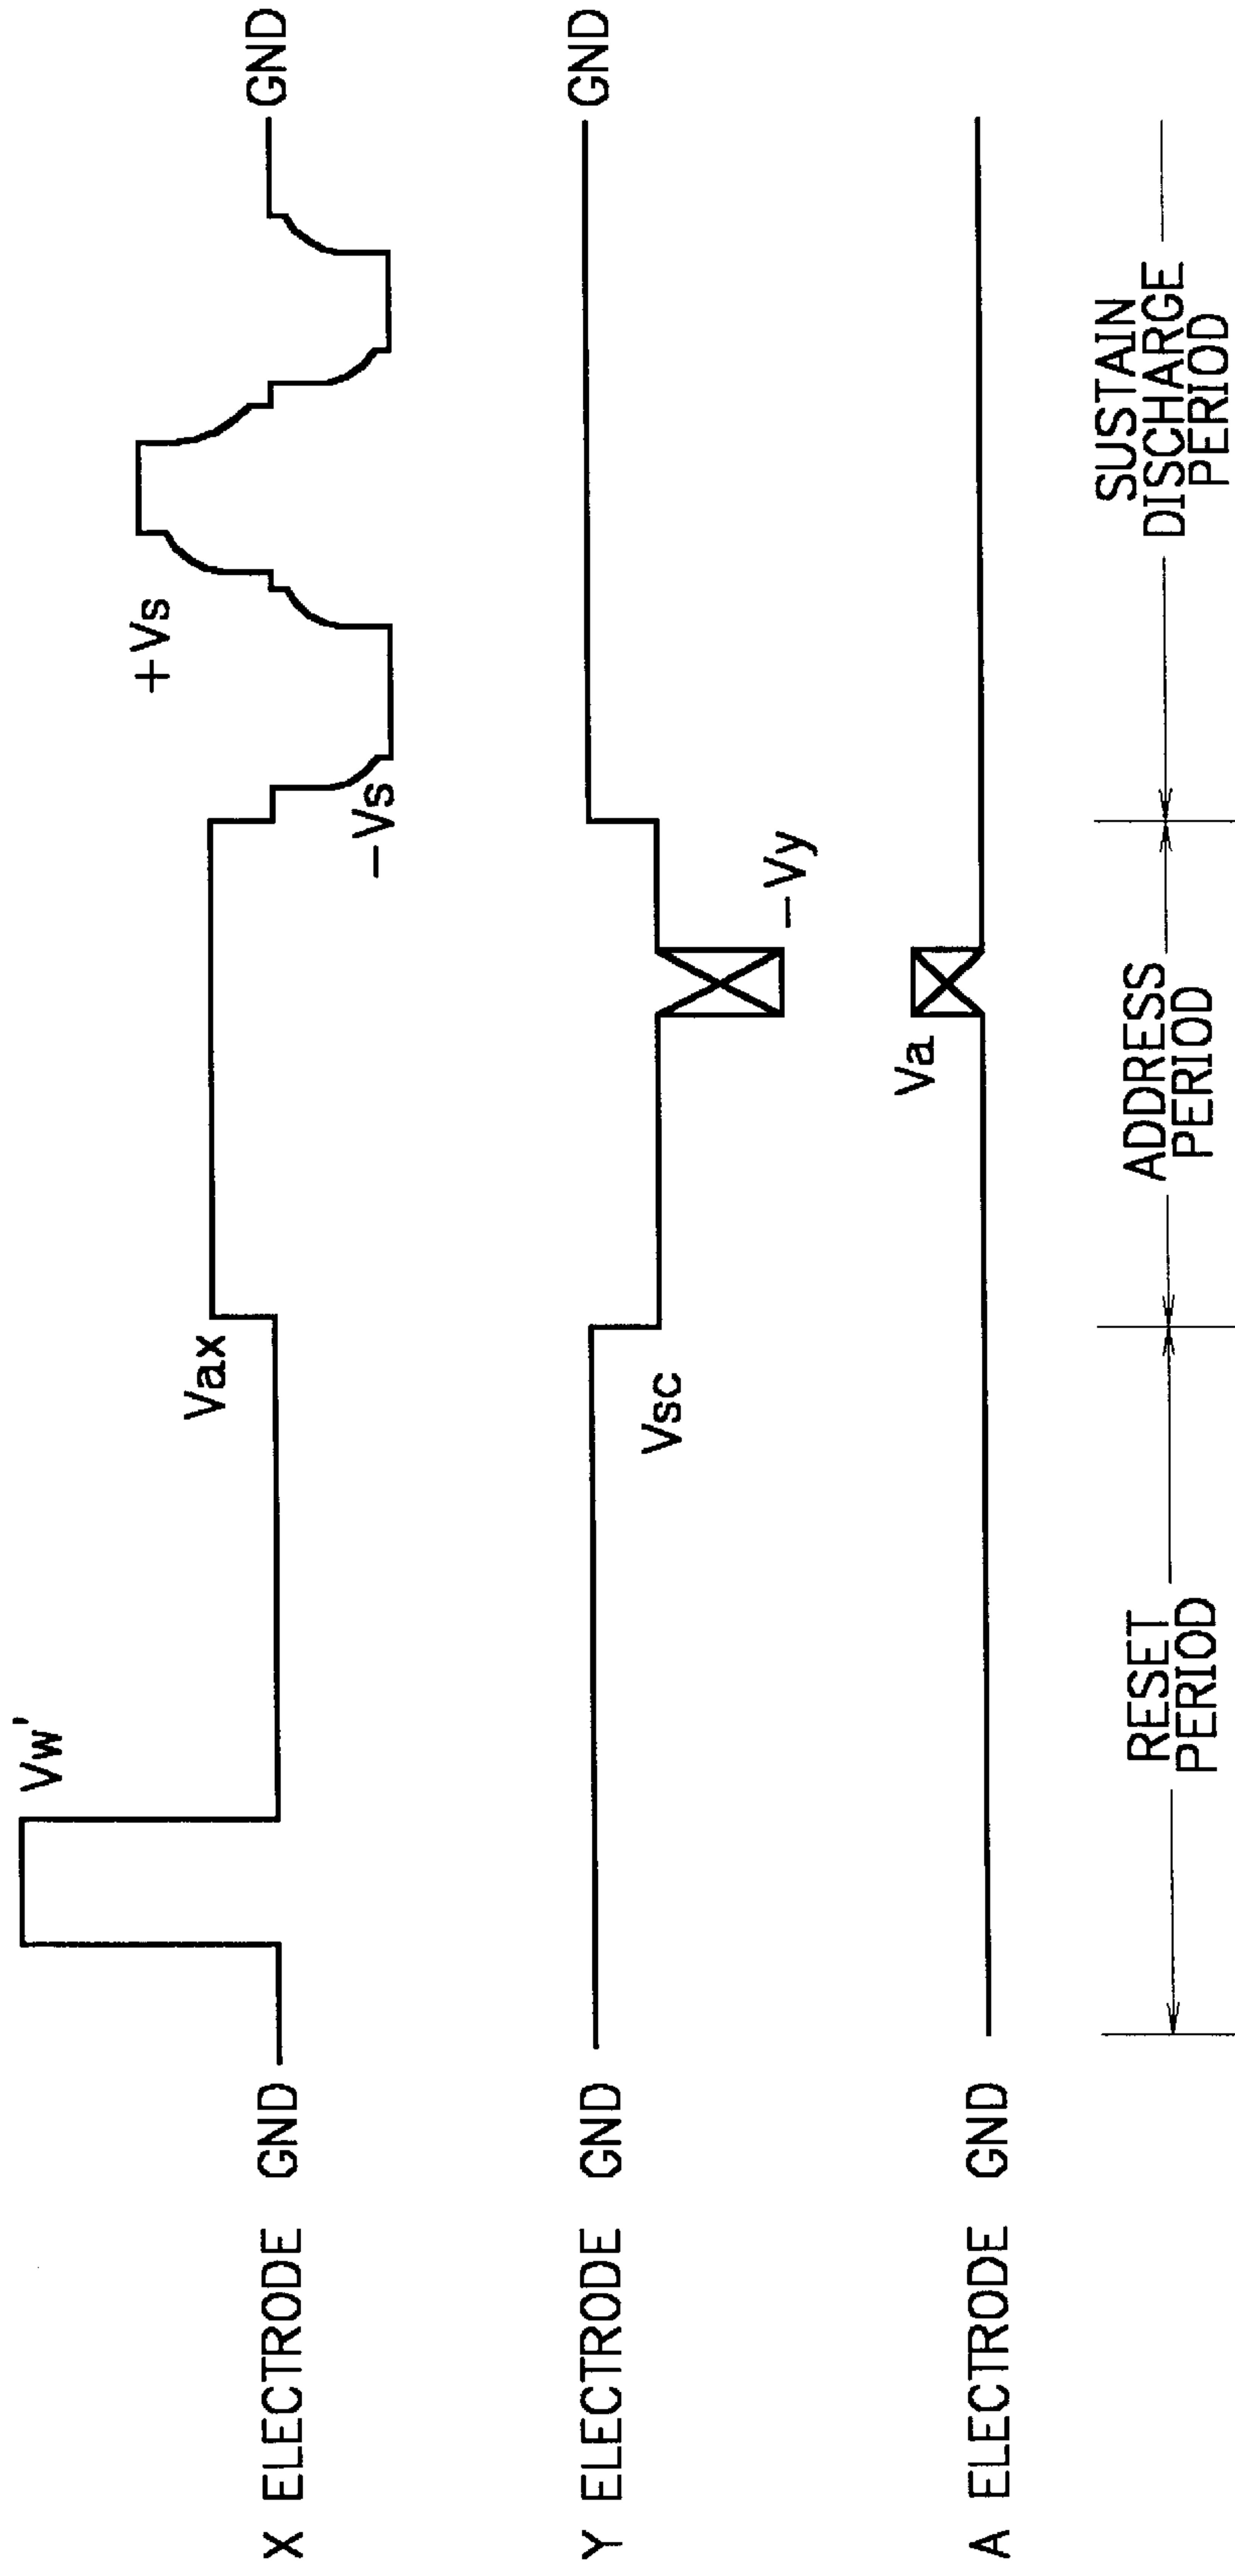 Vw'
Vax
+Vs
-Vs
X ELECTRODE GND
GND
Vsc
-Vy
Y ELECTRODE GND
GND
Va
A ELECTRODE GND
RESET
PERIOD
ADDRESS
PERIOD
SUSTAIN
DISCHARGE
PERIOD